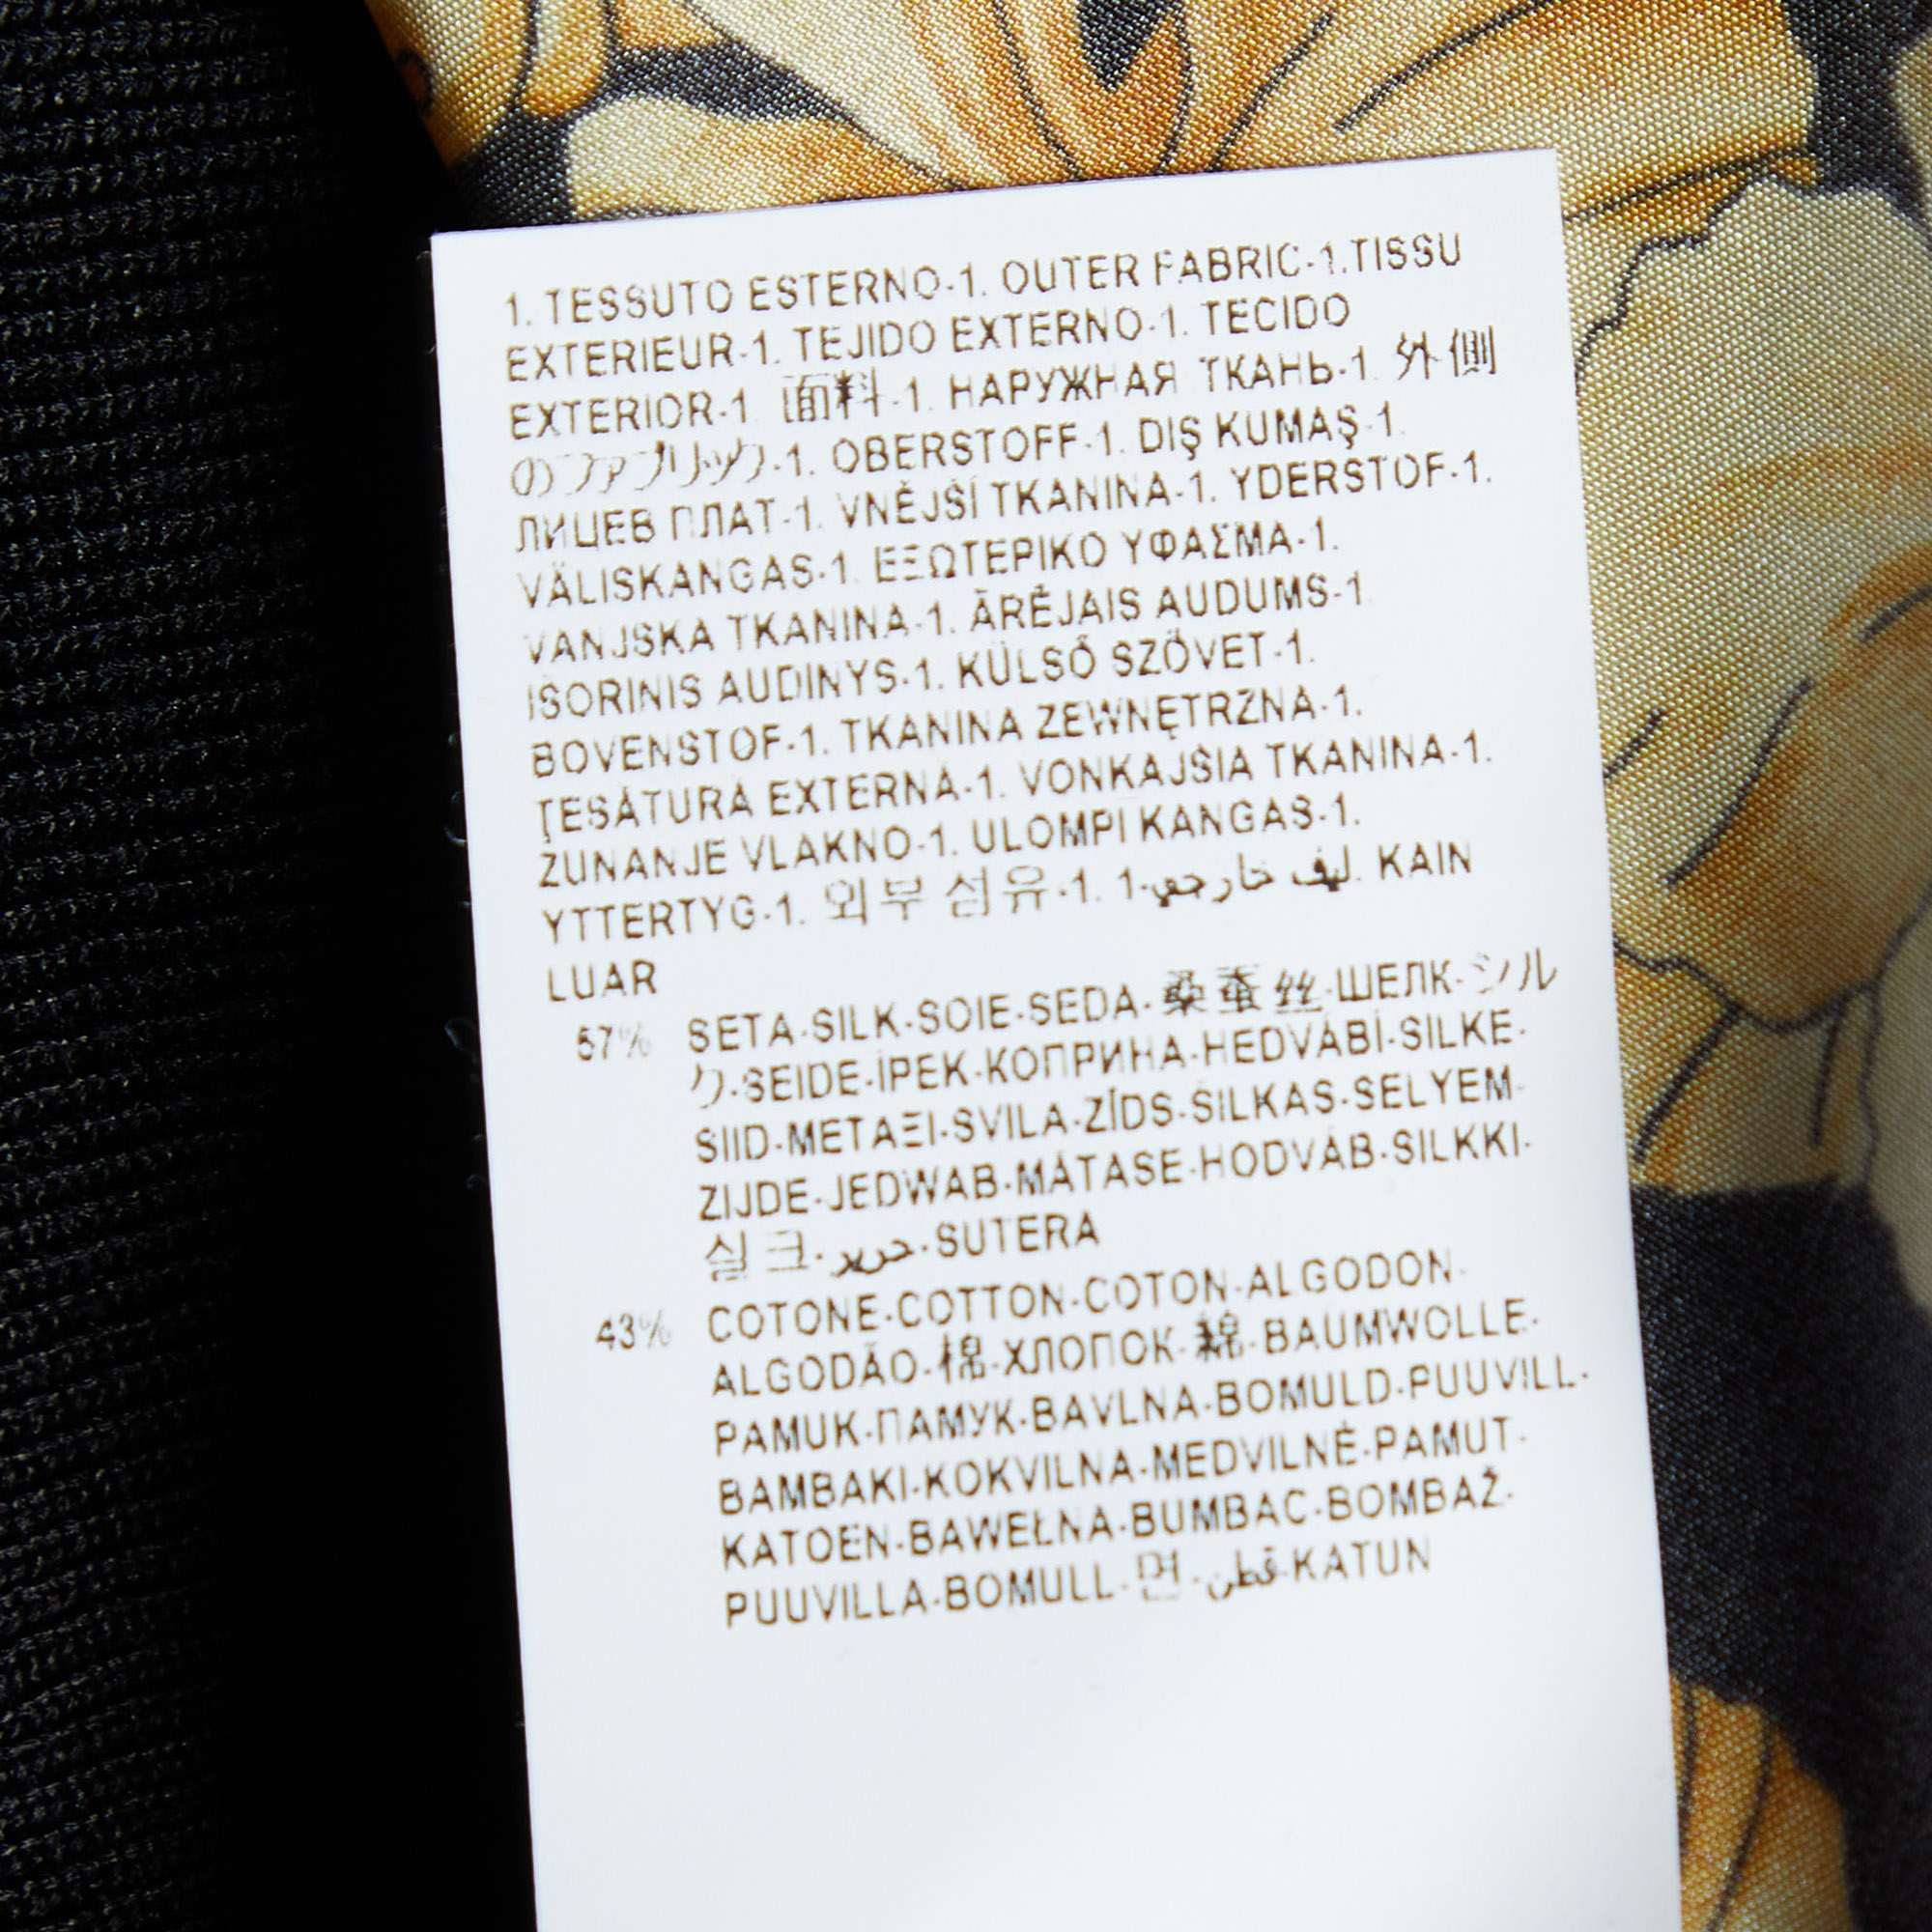 1. TESSUTO ESTERNO-1. OUTER FABRIC-1.TISSU
EXTERIEUR-1. TEJIDO EXTERNO-1. TECIDO
EXTERIOR-1. 面料-1. НАРУЖНАЯ ТКАНЬ-1. 外側
のファブリック-1. OBERSTOFF-1. DIŞ KUMAŞ-1.
ЛИЦЕВ ПЛАТ-1. VNĚJŠÍ TKANINA-1. YDERSTOF-1.
VÄLISKANGAS-1. ΕΞΩΤΕΡΙΚΟ ΥΦΑΣΜΑ-1.
VANJSKA TKANINA-1. ĀRĒJAIS AUDUMS-1.
IŠORINIS AUDINYS-1. KÜLSŐ SZÖVET-1.
BOVENSTOF-1. TKANINA ZEWNĘTRZNA-1.
ŢESĂTURĂ EXTERNĂ-1. VONKAJŠIA TKANINA-1.
ZUNANJE VLAKNO-1. ULOMPI KANGAS-1.
YTTERTYG-1. 외부 섬유-1. 1-ليف خارجي. KAIN
LUAR
57% SETA-SILK-SOIE-SEDA-桑蚕丝-ШЕЛК-シル
ク-SEIDE-İPEK-КОПРИНА-HEDVÁBÍ-SILKE-
SIID-ΜΕΤΑΞΙ-SVILA-ZĪDS-ŠILKAS-SELYEM-
ZIJDE-JEDWAB-MĂTASE-HODVÁB-SILKKI-
실크-حرير-SUTERA
43% COTONE-COTTON-COTON-ALGODON-
ALGODÃO-棉-ХЛОПОК-綿-BAUMWOLLE-
PAMUK-ПАМУК-BAVLNA-BOMULD-PUUVILL-
BAMBAKI-KOKVILNA-MEDVILNĖ-PAMUT-
KATOEN-BAWEŁNA-BUMBAC-BOMBAŽ-
PUUVILLA-BOMULL-면-قطن-KATUN